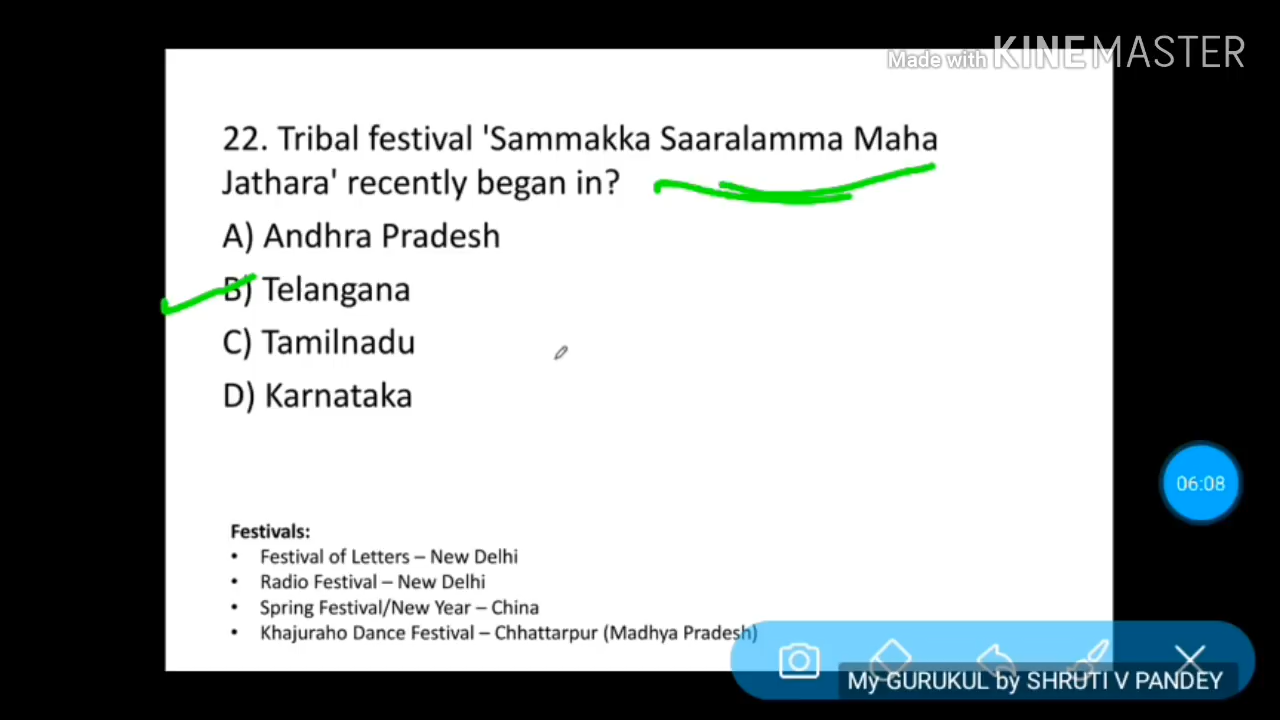 Made with KINEMASTER
22. Tribal festival 'Sammakka Saaralamma Maha
Jathara' recently began in?
A) Andhra Pradesh
B) Telangana
C) Tamilnadu
D) Karnataka
06:08
Festivals:
• Festival of Letters – New Delhi
• Radio Festival – New Delhi
• Spring Festival/New Year – China
• Khajuraho Dance Festival – Chhattarpur (Madhya Pradesh)
My GURUKUL by SHRUTI V PANDEY